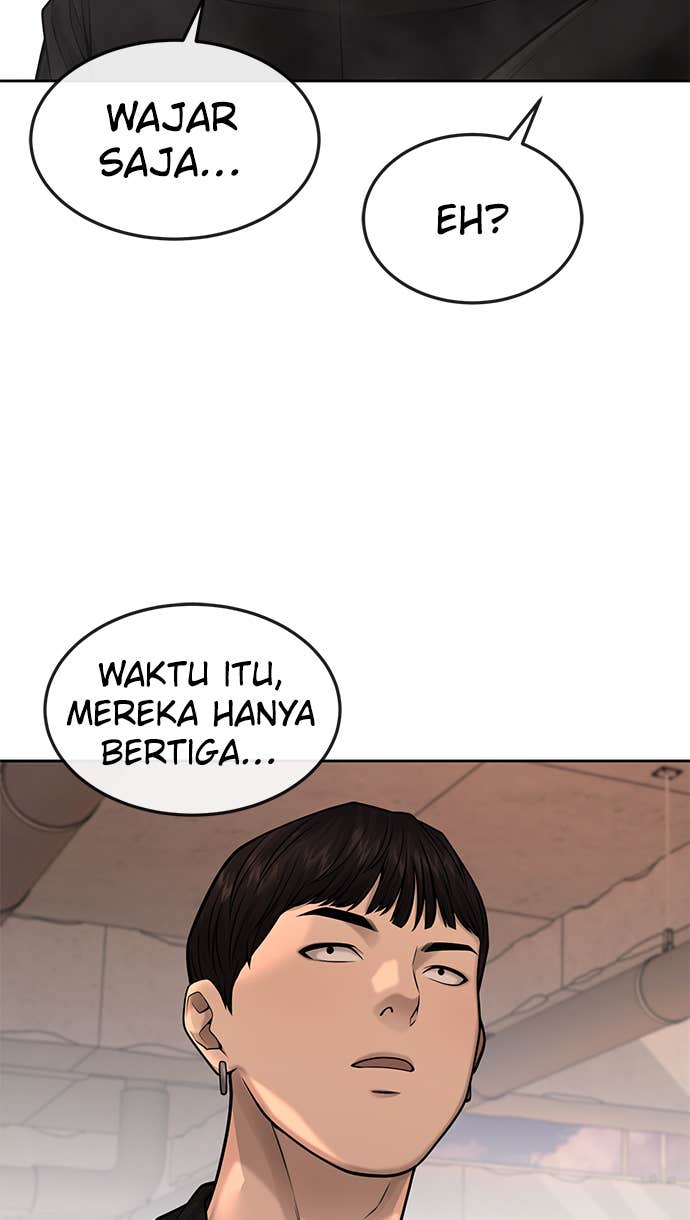 WAJAR
SAJA...
EH?
WAKTU ITU,
MEREKA HANYA
BERTIGA...